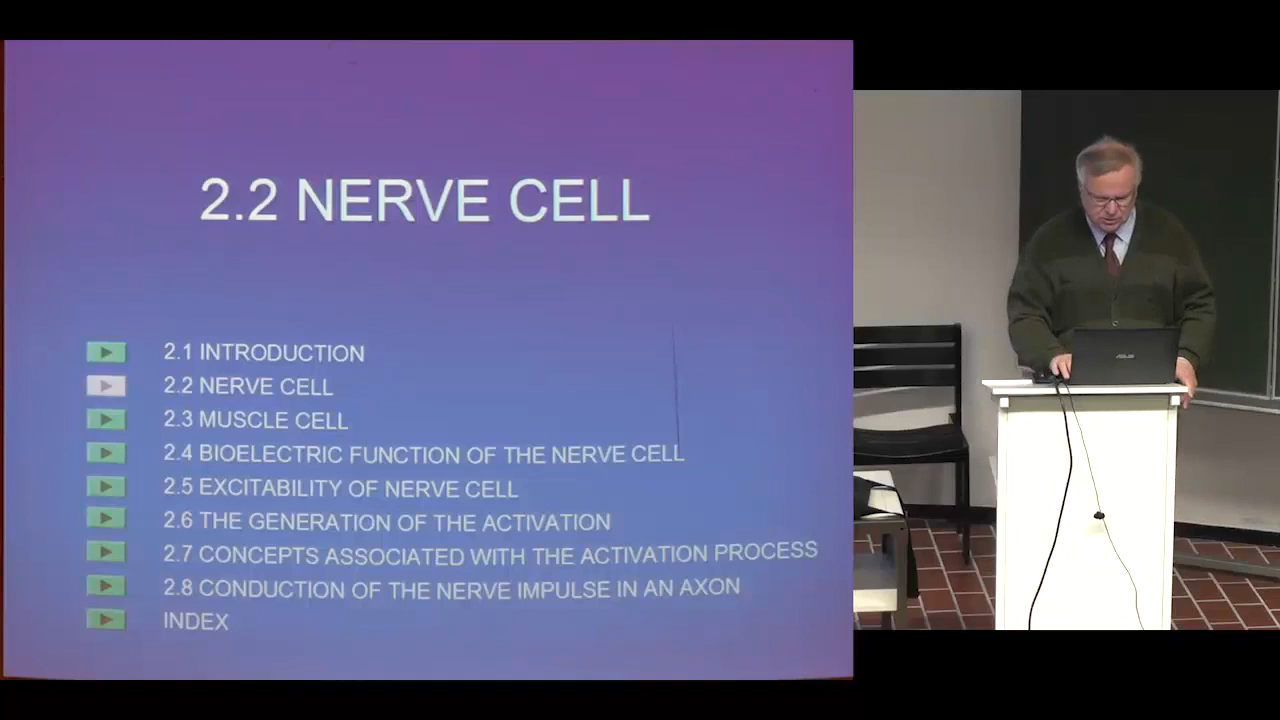 2.2 NERVE CELL
2.1 INTRODUCTION
2.2 NERVE CELL
2.3 MUSCLE CELL
2.4 BIOELECTRIC FUNCTION OF THE NERVE CELL
2.5 EXCITABILITY OF NERVE CELL
2.6 THE GENERATION OF THE ACTIVATION
2.7 CONCEPTS ASSOCIATED WITH THE ACTIVATION PROCESS
2.8 CONDUCTION OF THE NERVE IMPULSE IN AN AXON
INDEX
ASUS